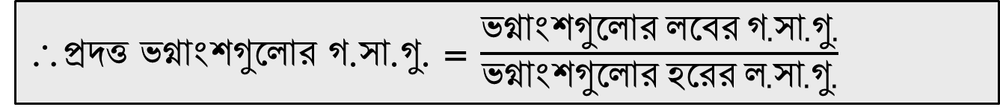 ∴ প্রদত্ত ভগ্নাংশগুলোর গ.সা.গু. = ভগ্নাংশগুলোর লবের গ.সা.গু.
ভগ্নাংশগুলোর হরের ল.সা.গু.